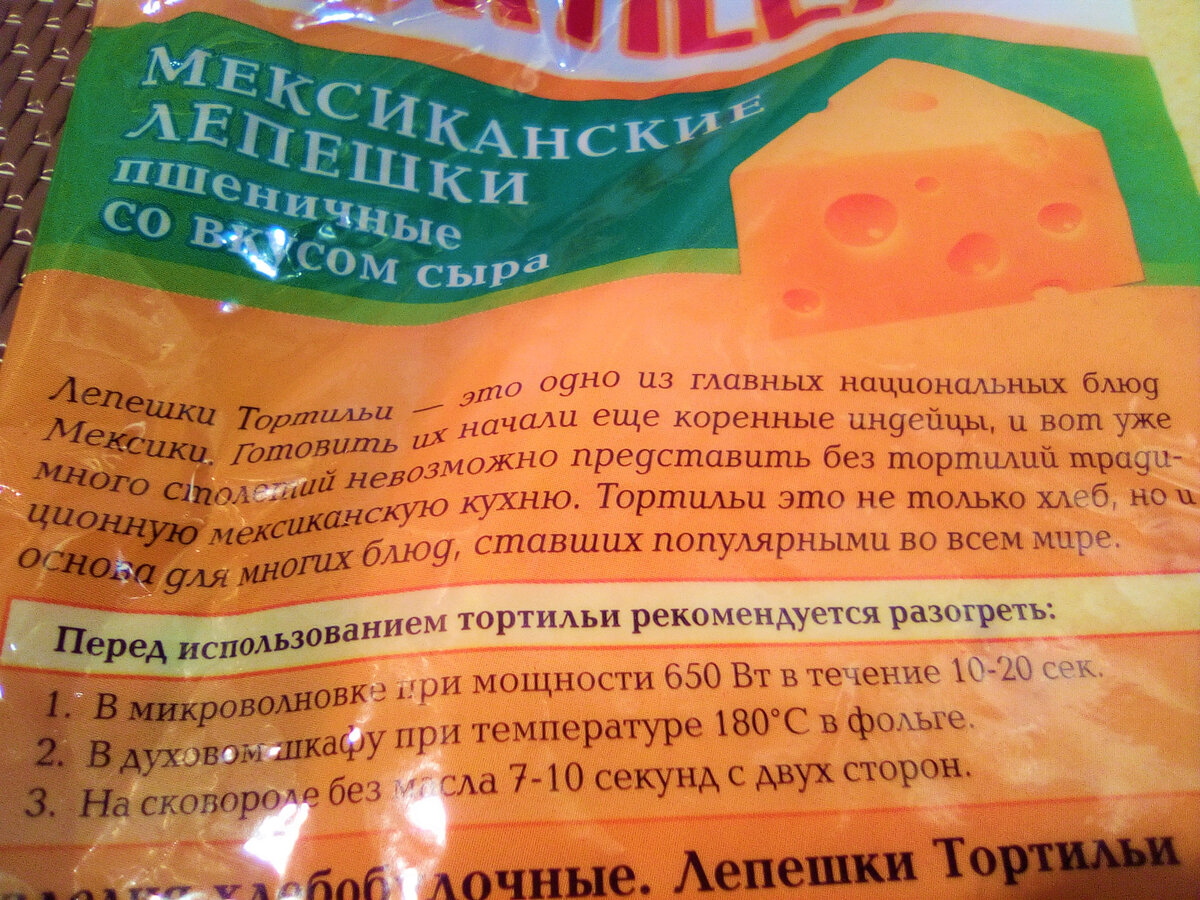 МЕКСИКАНСКИЕ
ЛЕПЕШКИ
пшеничные
со вкусом сыра
Лепешки Тортильи — это одно из главных национальных блюд
Мексики. Готовить их начали еще коренные индейцы, и вот уже
много столетий невозможно представить без тортилий тради-
ционную мексиканскую кухню. Тортильи это не только хлеб, но и
основа для многих блюд, ставших популярными во всем мире.
Перед использованием тортильи рекомендуется разогреть:
1. В микроволновке при мощности 650 Вт в течение 10-20 сек.
2. В духовом шкафу при температуре 180°С в фольге.
3. На сковороде без масла 7-10 секунд с двух сторон.
хлебобулочные. Лепешки Тортильи